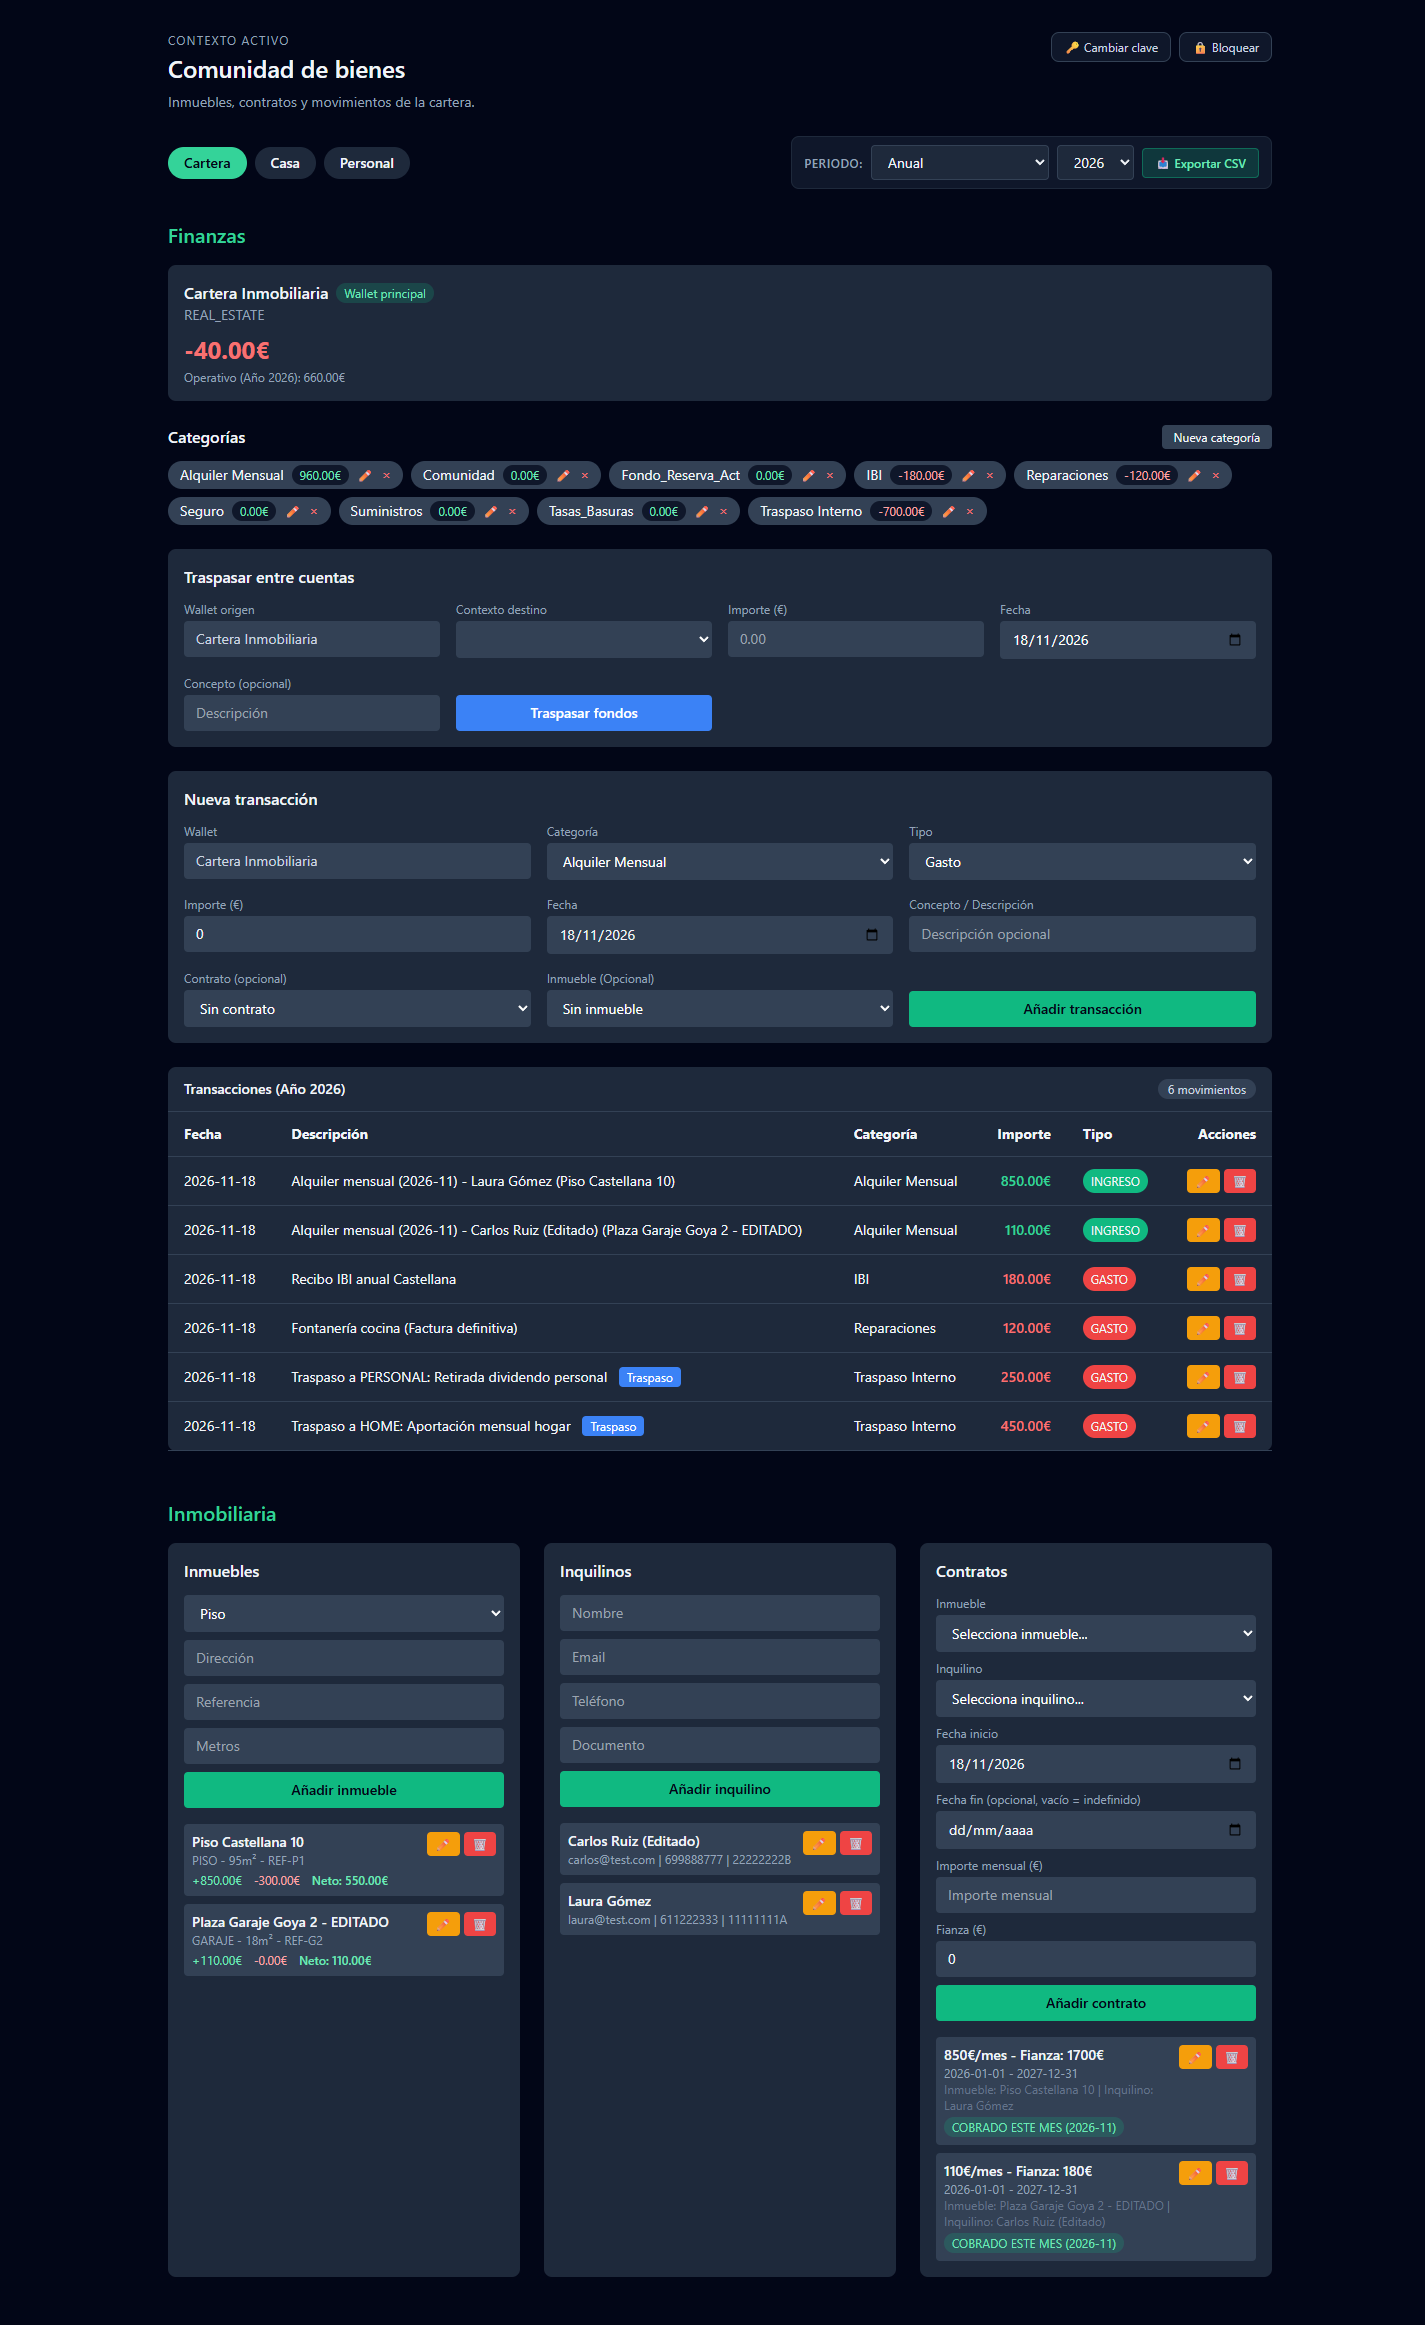 CONTEXTO ACTIVO
Comunidad de bienes
Inmuebles, contratos y movimientos de la cartera.
Cambiar clave
Bloquear
Cartera
Casa
Personal
PERIODO:
Anual
2026
Exportar CSV
Finanzas
Cartera Inmobiliaria Wallet principal
REAL_ESTATE
-40.00€
Operativo (Año 2026): 660.00€
Categorías
Nueva categoría
Alquiler Mensual 960.00€ ×
Comunidad 0.00€ ×
Fondo_Reserva_Act 0.00€ ×
IBI -180.00€ ×
Reparaciones -120.00€ ×
Seguro 0.00€ ×
Suministros 0.00€ ×
Tasas_Basuras 0.00€ ×
Traspaso Interno -700.00€ ×
Traspasar entre cuentas
Wallet origen
Cartera Inmobiliaria
Contexto destino
Importe (€)
0.00
Fecha
18/11/2026
Concepto (opcional)
Descripción
Traspasar fondos
Nueva transacción
Wallet
Cartera Inmobiliaria
Categoría
Alquiler Mensual
Tipo
Gasto
Importe (€)
0
Fecha
18/11/2026
Concepto / Descripción
Descripción opcional
Contrato (opcional)
Sin contrato
Inmueble (Opcional)
Sin inmueble
Añadir transacción
Transacciones (Año 2026)
6 movimientos
Fecha Descripción Categoría Importe Tipo Acciones
2026-11-18 Alquiler mensual (2026-11) - Laura Gómez (Piso Castellana 10) Alquiler Mensual 850.00€ INGRESO
2026-11-18 Alquiler mensual (2026-11) - Carlos Ruiz (Editado) (Plaza Garaje Goya 2 - EDITADO) Alquiler Mensual 110.00€ INGRESO
2026-11-18 Recibo IBI anual Castellana IBI 180.00€ GASTO
2026-11-18 Fontanería cocina (Factura definitiva) Reparaciones 120.00€ GASTO
2026-11-18 Traspaso a PERSONAL: Retirada dividendo personal Traspaso Traspaso Interno 250.00€ GASTO
2026-11-18 Traspaso a HOME: Aportación mensual hogar Traspaso Traspaso Interno 450.00€ GASTO
Inmobiliaria
Inmuebles
Piso
Dirección
Referencia
Metros
Añadir inmueble
Piso Castellana 10
PISO - 95m² - REF-P1
+850.00€ -300.00€ Neto: 550.00€
Plaza Garaje Goya 2 - EDITADO
GARAJE - 18m² - REF-G2
+110.00€ -0.00€ Neto: 110.00€
Inquilinos
Nombre
Email
Teléfono
Documento
Añadir inquilino
Carlos Ruiz (Editado)
carlos@test.com | 699888777 | 22222222B
Laura Gómez
laura@test.com | 611222333 | 11111111A
Contratos
Inmueble
Selecciona inmueble...
Inquilino
Selecciona inquilino...
Fecha inicio
18/11/2026
Fecha fin (opcional, vacío = indefinido)
dd/mm/aaaa
Importe mensual (€)
Importe mensual
Fianza (€)
0
Añadir contrato
850€/mes - Fianza: 1700€
2026-01-01 - 2027-12-31
Inmueble: Piso Castellana 10 | Inquilino:
Laura Gómez
COBRADO ESTE MES (2026-11)
110€/mes - Fianza: 180€
2026-01-01 - 2027-12-31
Inmueble: Plaza Garaje Goya 2 - EDITADO |
Inquilino: Carlos Ruiz (Editado)
COBRADO ESTE MES (2026-11)